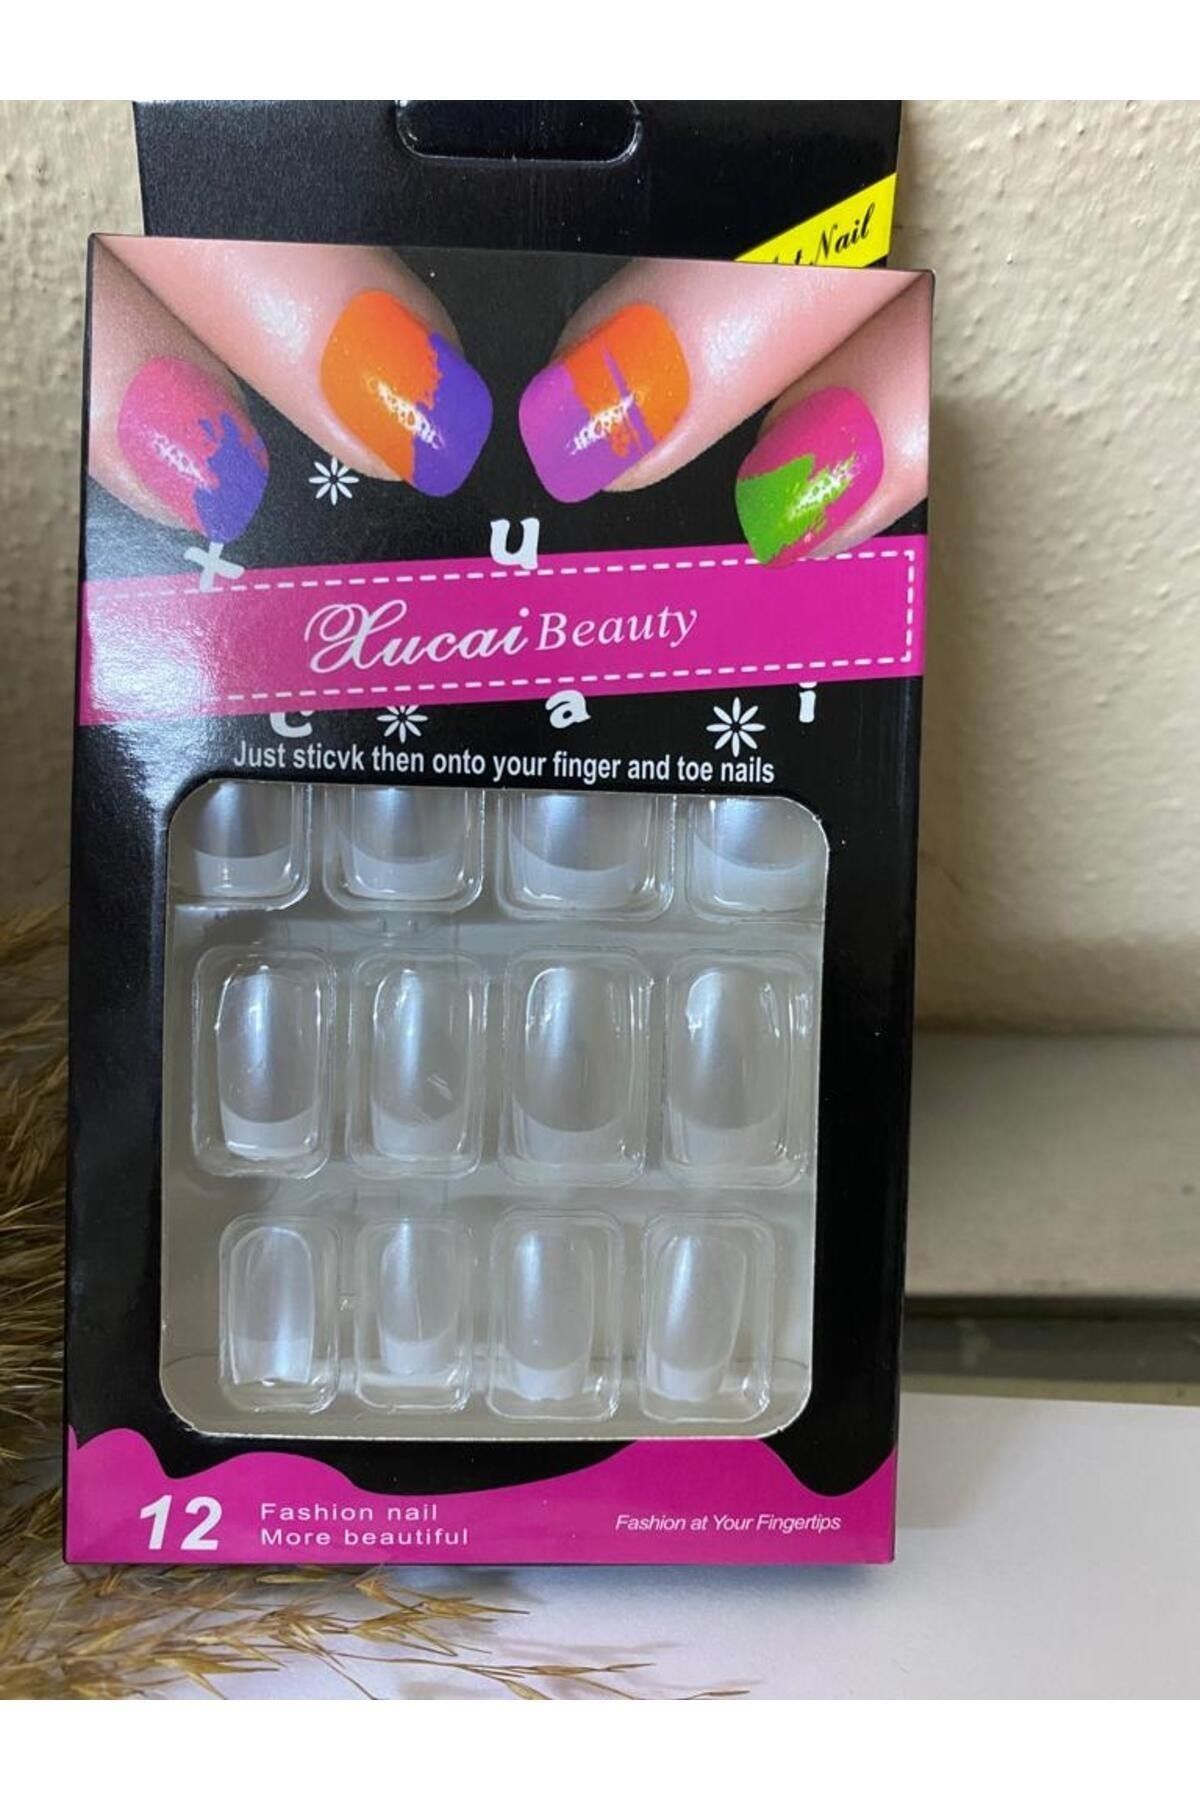 Nail
x u
Xucai Beauty
c a i
Just sticvk then onto your finger and toe nails
12 Fashion nail
More beautiful
Fashion at Your Fingertips